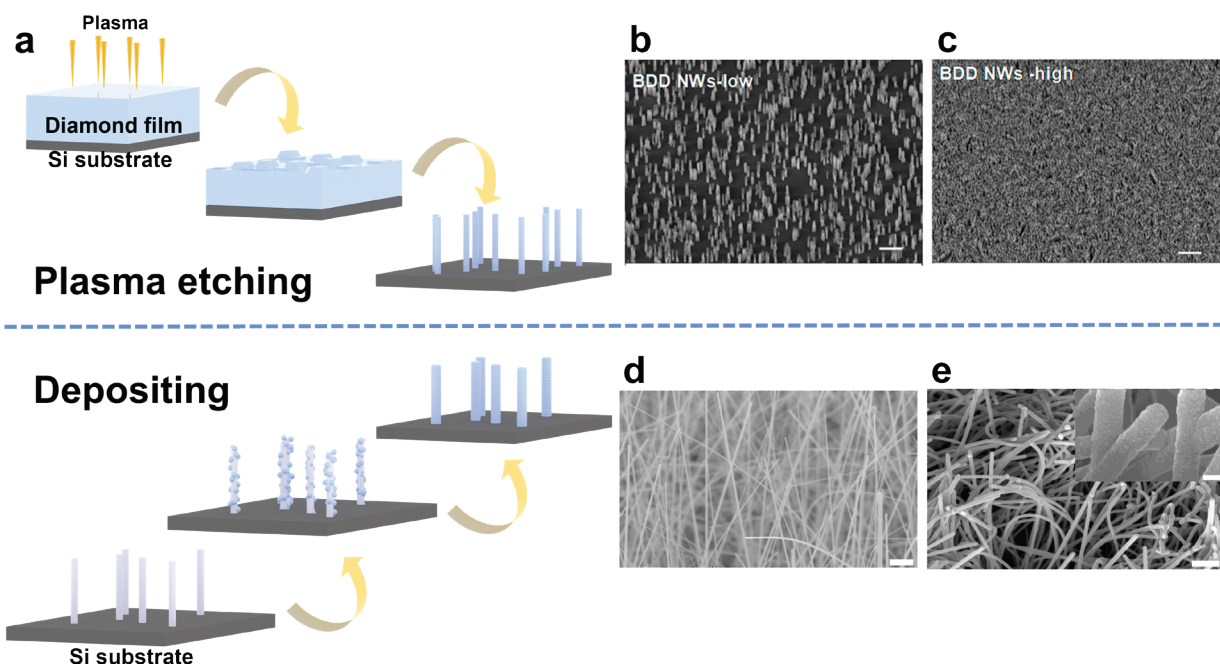 a
Plasma
Diamond film
Si substrate
Plasma etching
b
BDD NWs-low
c
BDD NWs -high
Depositing
Si substrate
d
e